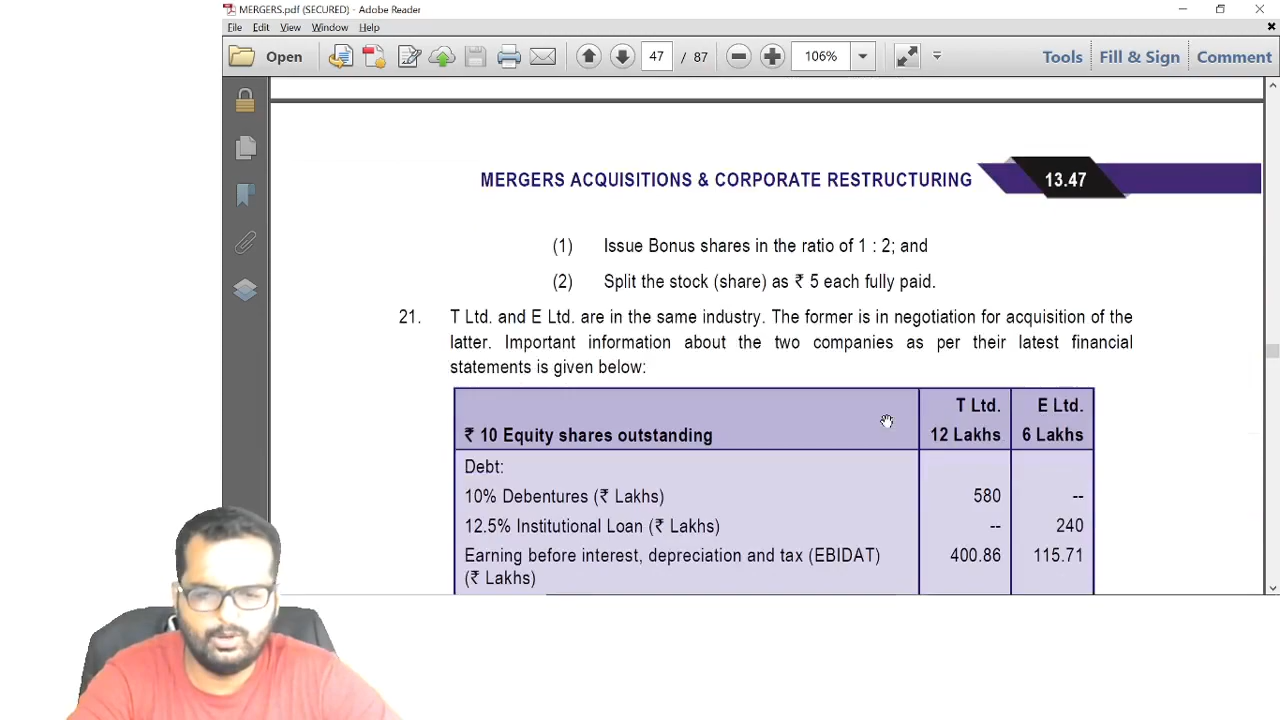 MERGERS.pdf (SECURED) - Adobe Reader
File Edit View Window Help
Open 47 / 87 106% Tools Fill & Sign Comment
MERGERS ACQUISITIONS & CORPORATE RESTRUCTURING 13.47
(1) Issue Bonus shares in the ratio of 1 : 2; and
(2) Split the stock (share) as ₹ 5 each fully paid.
21. T Ltd. and E Ltd. are in the same industry. The former is in negotiation for acquisition of the
latter. Important information about the two companies as per their latest financial
statements is given below:
T Ltd. E Ltd.
₹ 10 Equity shares outstanding 12 Lakhs 6 Lakhs
Debt:
10% Debentures (₹ Lakhs) 580 --
12.5% Institutional Loan (₹ Lakhs) -- 240
Earning before interest, depreciation and tax (EBIDAT) 400.86 115.71
(₹ Lakhs)